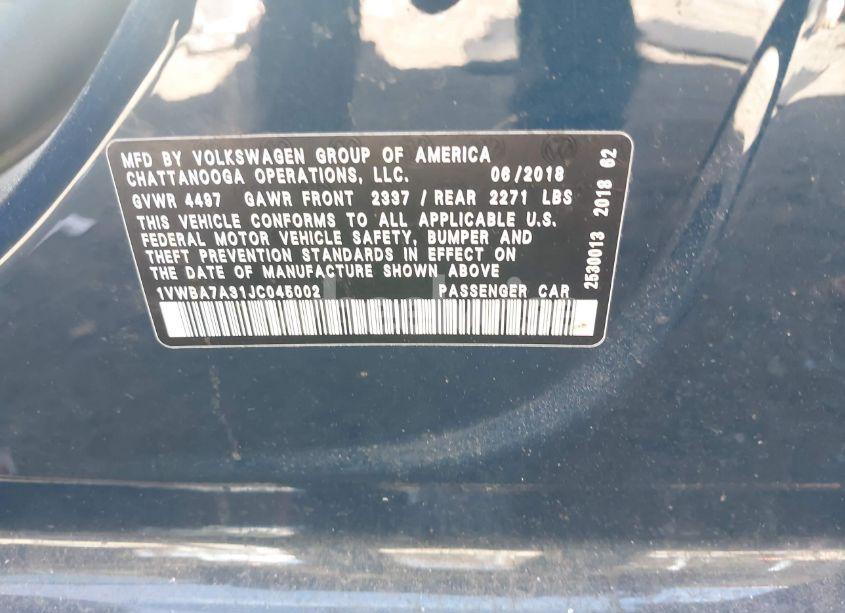 MFD BY VOLKSWAGEN GROUP OF AMERICA
CHATTANOOGA OPERATIONS, LLC. 06/2018
GVWR 4497 GAWR FRONT 2337 / REAR 2271 LBS
THIS VEHICLE CONFORMS TO ALL APPLICABLE U.S.
FEDERAL MOTOR VEHICLE SAFETY, BUMPER AND
THEFT PREVENTION STANDARDS IN EFFECT ON
THE DATE OF MANUFACTURE SHOWN ABOVE
1VWBA7A31JC045002 PASSENGER CAR
2530013 2018 62